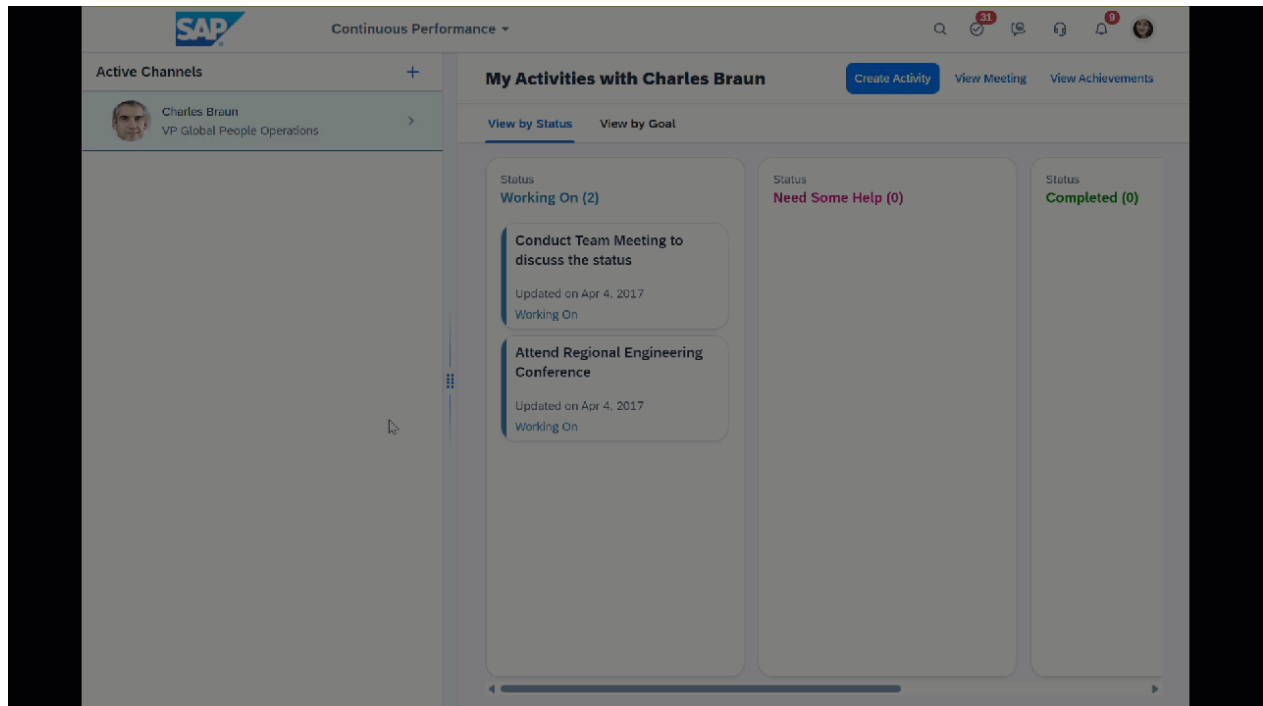 SAP
Continuous Performance
31
9
Active Channels
+
Charles Braun
VP Global People Operations
My Activities with Charles Braun
Create Activity
View Meeting
View Achievements
View by Status
View by Goal
Status
Working On (2)
Conduct Team Meeting to
discuss the status
Updated on Apr 4, 2017
Working On
Attend Regional Engineering
Conference
Updated on Apr 4, 2017
Working On
Status
Need Some Help (0)
Status
Completed (0)